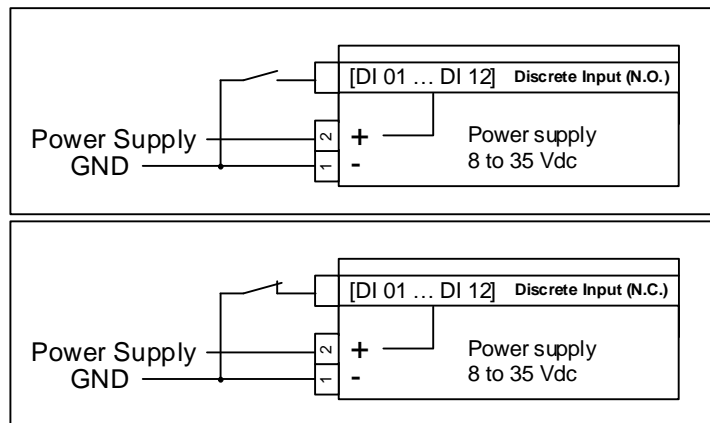 [DI 01 … DI 12] Discrete Input (N.O.)
Power Supply 2 + Power supply
GND 1 - 8 to 35 Vdc
[DI 01 … DI 12] Discrete Input (N.C.)
Power Supply 2 + Power supply
GND 1 - 8 to 35 Vdc